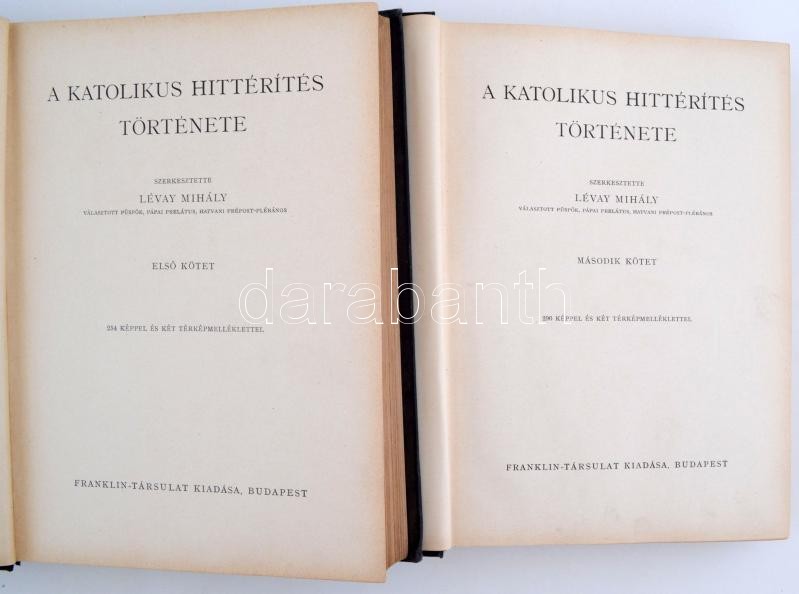 A KATOLIKUS HITTÉRÍTÉS
TÖRTÉNETE
SZERKESZTETTE
LÉVAY MIHÁLY
VÁLASZTOTT PÜSPÖK, PÁPAI PRELÁTUS, HATVANI PRÉPOST-PLÉBÁNOS
ELSŐ KÖTET
254 KÉPPEL ÉS KÉT TÉRKÉPMELLÉKLETTEL
FRANKLIN-TÁRSULAT KIADÁSA, BUDAPEST
A KATOLIKUS HITTÉRÍTÉS
TÖRTÉNETE
SZERKESZTETTE
LÉVAY MIHÁLY
VÁLASZTOTT PÜSPÖK, PÁPAI PRELÁTUS, HATVANI PRÉPOST-PLÉBÁNOS
MÁSODIK KÖTET
290 KÉPPEL ÉS KÉT TÉRKÉPMELLÉKLETTEL
FRANKLIN-TÁRSULAT KIADÁSA, BUDAPEST
darabanth